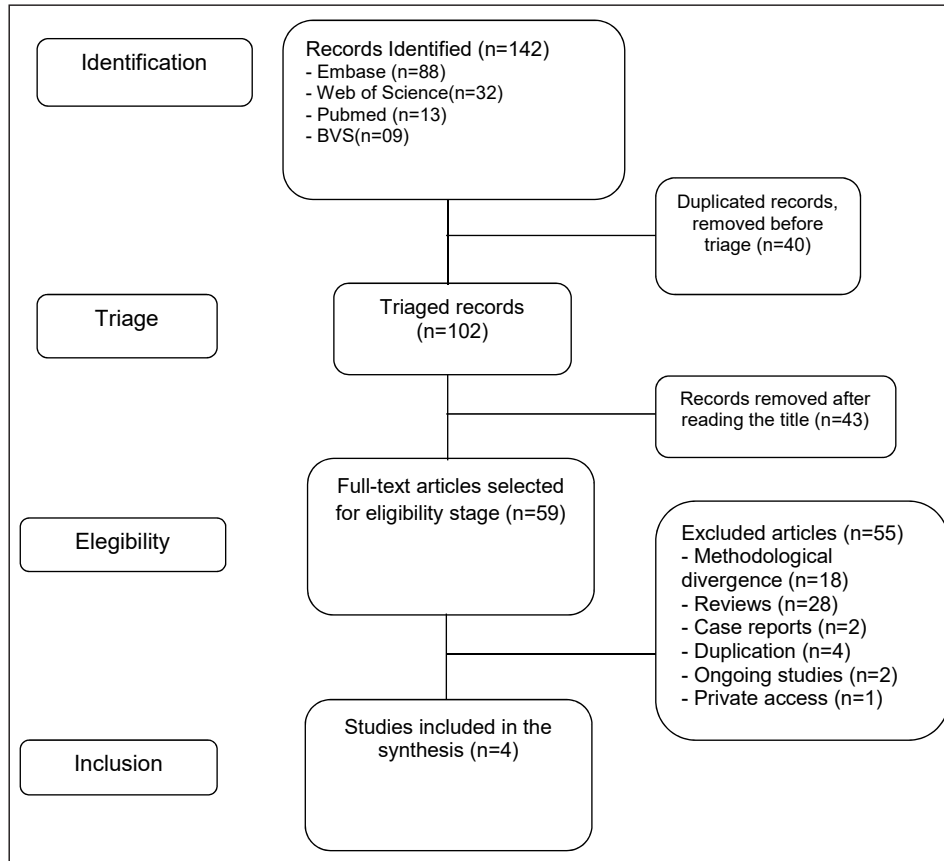 Identification
Records Identified (n=142)
- Embase (n=88)
- Web of Science(n=32)
- Pubmed (n=13)
- BVS(n=09)
Duplicated records,
removed before
triage (n=40)
Triage
Triaged records
(n=102)
Records removed after
reading the title (n=43)
Full-text articles selected
for eligibility stage (n=59)
Elegibility
Excluded articles (n=55)
- Methodological
divergence (n=18)
- Reviews (n=28)
- Case reports (n=2)
- Duplication (n=4)
- Ongoing studies (n=2)
- Private access (n=1)
Studies included in the
synthesis (n=4)
Inclusion